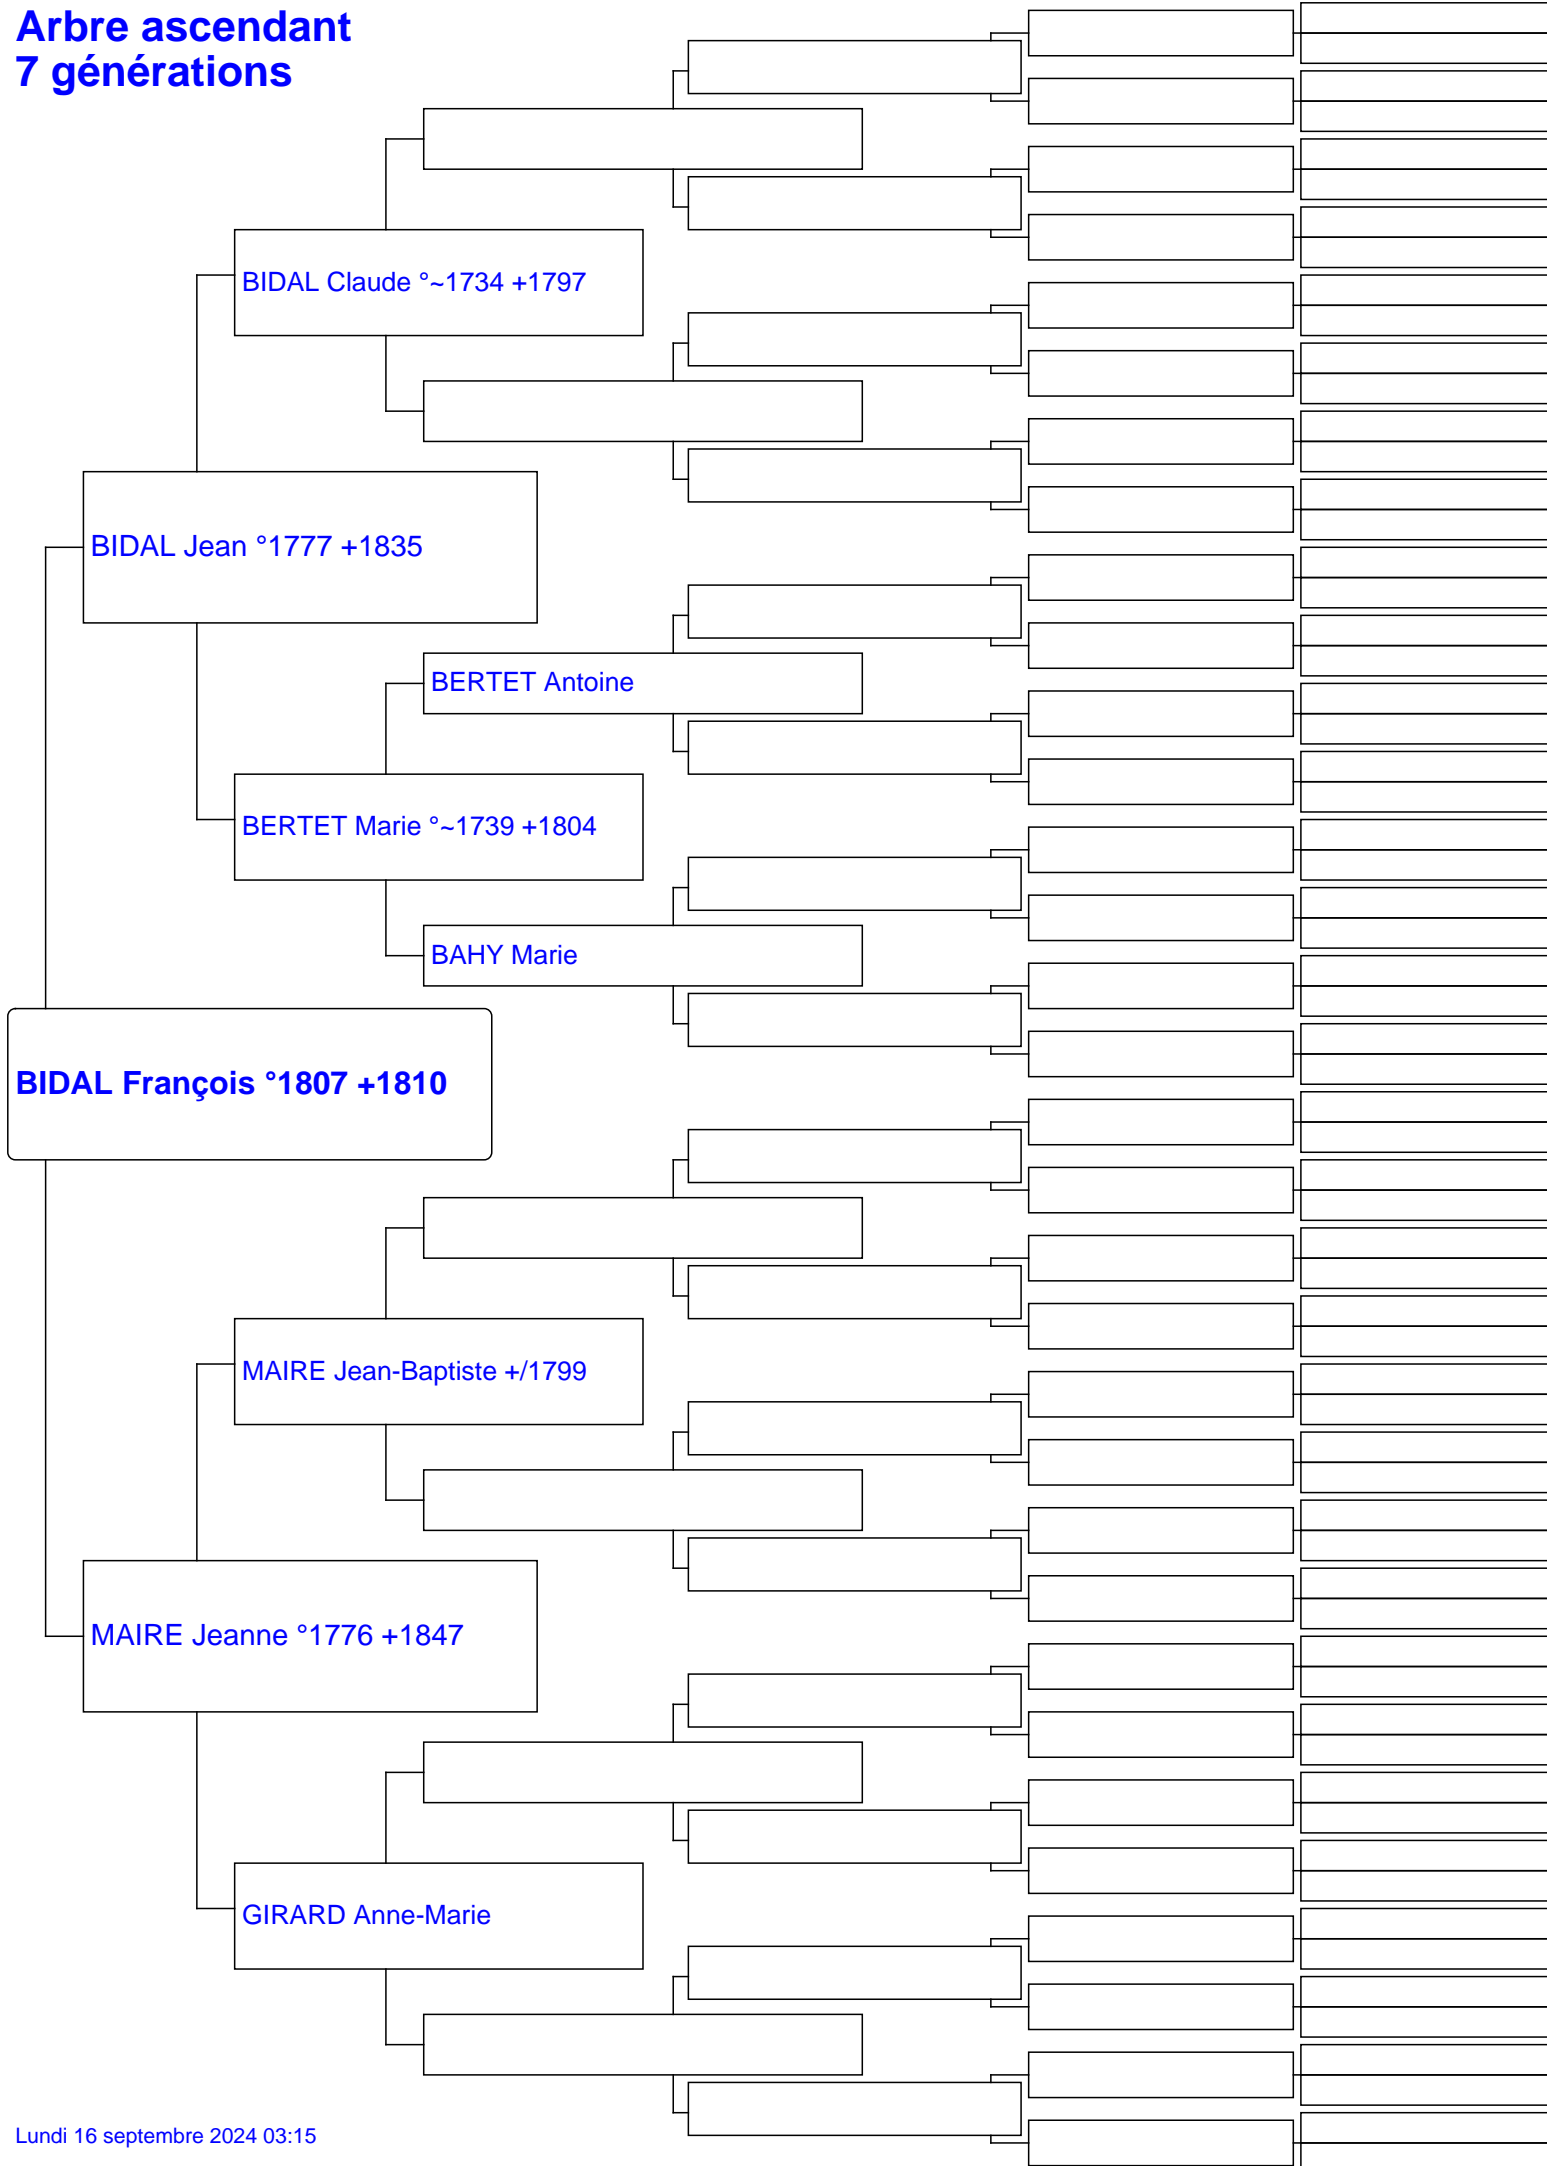 Arbre ascendant
7 générations
BIDAL Claude °~1734 +1797
BIDAL Jean °1777 +1835
BERTET Antoine
BERTET Marie °~1739 +1804
BAHY Marie
BIDAL François °1807 +1810
MAIRE Jean-Baptiste +/1799
MAIRE Jeanne °1776 +1847
GIRARD Anne-Marie
Lundi 16 septembre 2024 03:15